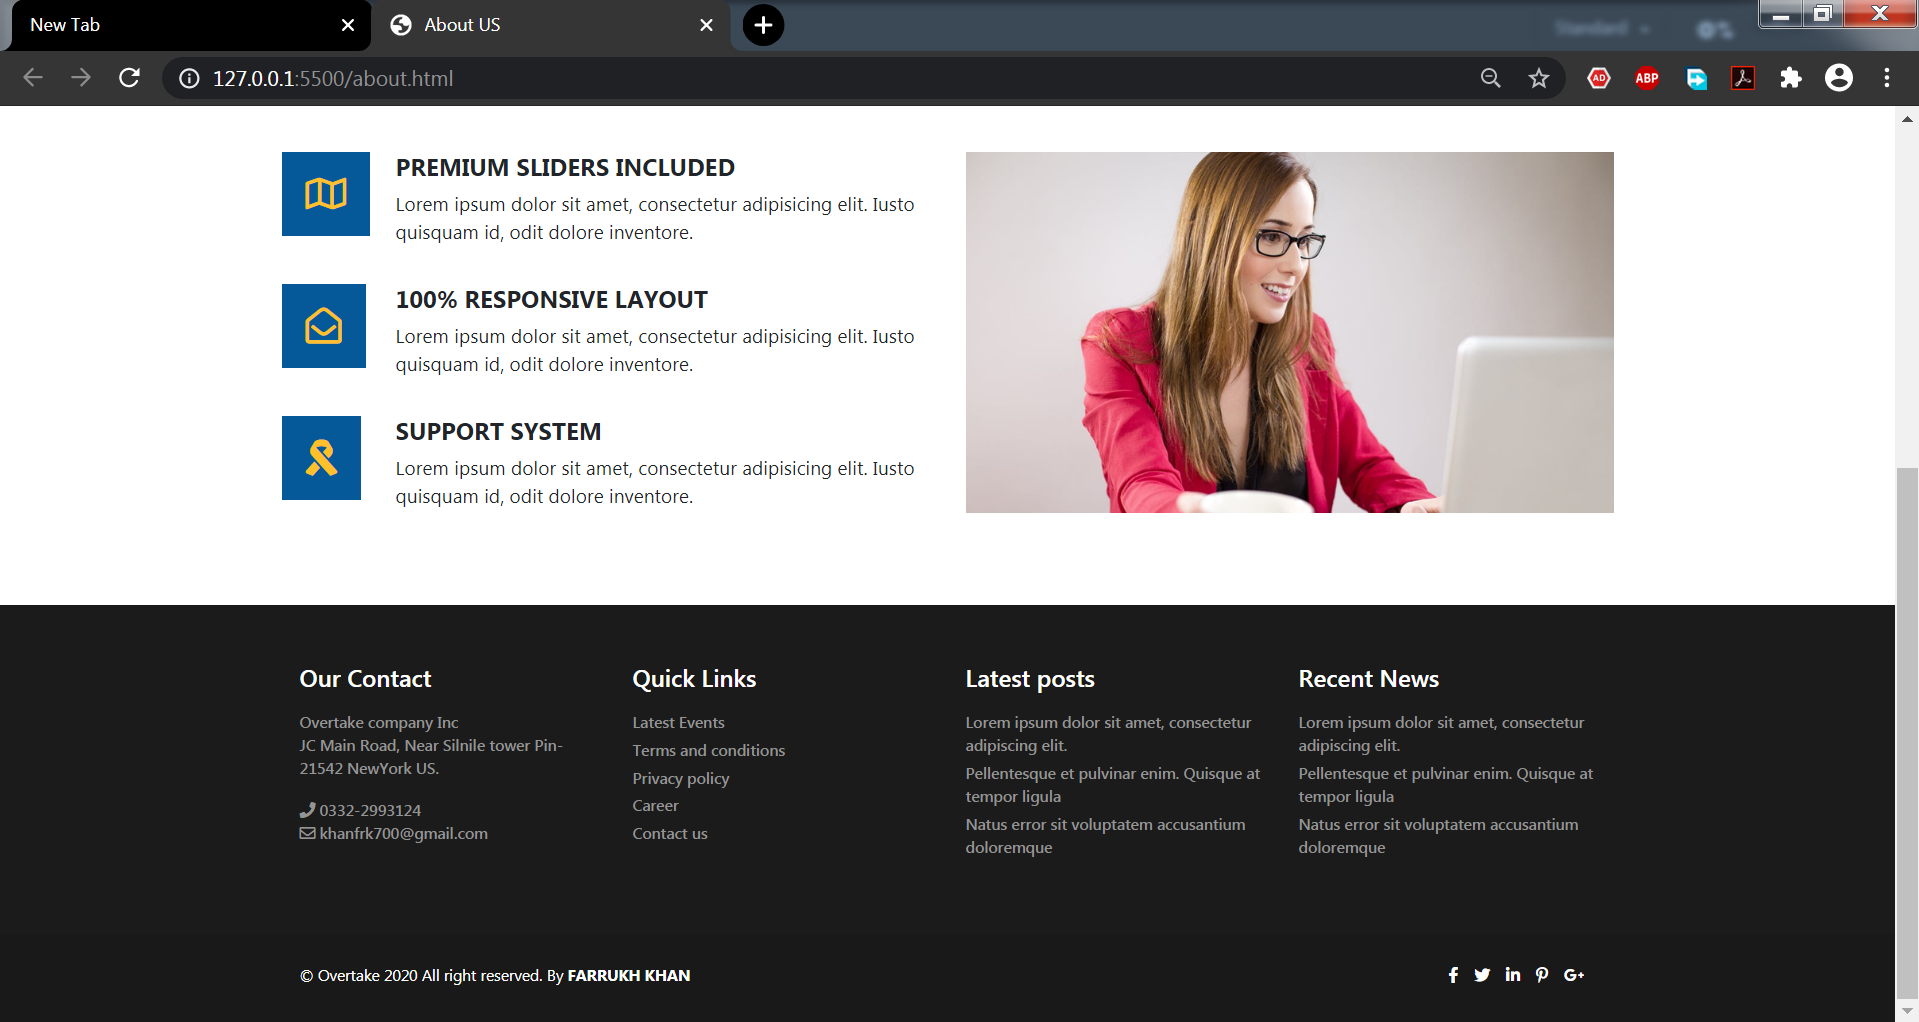 New Tab
About US
Standard
127.0.0.1:5500/about.html
AD
ABP
PREMIUM SLIDERS INCLUDED
Lorem ipsum dolor sit amet, consectetur adipisicing elit. Iusto
quisquam id, odit dolore inventore.
100% RESPONSIVE LAYOUT
Lorem ipsum dolor sit amet, consectetur adipisicing elit. Iusto
quisquam id, odit dolore inventore.
SUPPORT SYSTEM
Lorem ipsum dolor sit amet, consectetur adipisicing elit. Iusto
quisquam id, odit dolore inventore.
Our Contact
Overtake company Inc
JC Main Road, Near Silnile tower Pin-
21542 NewYork US.
0332-2993124
khanfrk700@gmail.com
Quick Links
Latest Events
Terms and conditions
Privacy policy
Career
Contact us
Latest posts
Lorem ipsum dolor sit amet, consectetur
adipiscing elit.
Pellentesque et pulvinar enim. Quisque at
tempor ligula
Natus error sit voluptatem accusantium
doloremque
Recent News
Lorem ipsum dolor sit amet, consectetur
adipiscing elit.
Pellentesque et pulvinar enim. Quisque at
tempor ligula
Natus error sit voluptatem accusantium
doloremque
© Overtake 2020 All right reserved. By FARRUKH KHAN